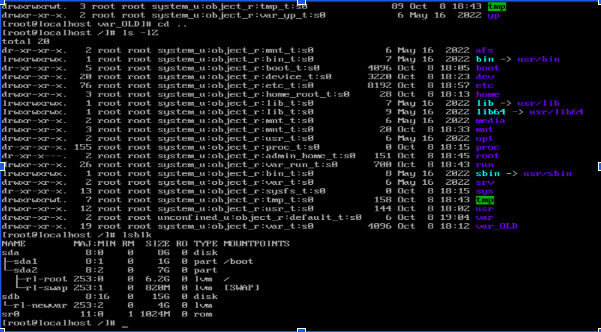 drwxrwxrwt. 3 root root system_u:object_r:tmp_t:s0 89 Oct 8 18:43 tmp
drwxr-xr-x. 2 root root system_u:object_r:var_yp_t:s0 6 May 16 2022 yp
[root@localhost var_OLD]# cd ..
[root@localhost /]# ls -lZ
total 20
dr-xr-xr-x. 2 root root system_u:object_r:mnt_t:s0 6 May 16 2022 afs
lrwxrwxrwx. 1 root root system_u:object_r:bin_t:s0 7 May 16 2022 bin -> usr/bin
dr-xr-xr-x. 5 root root system_u:object_r:boot_t:s0 4096 Oct 8 18:05 boot
drwxr-xr-x. 20 root root system_u:object_r:device_t:s0 3220 Oct 8 18:23 dev
drwxr-xr-x. 76 root root system_u:object_r:etc_t:s0 8192 Oct 8 18:57 etc
drwxr-xr-x. 3 root root system_u:object_r:home_root_t:s0 20 Oct 8 18:13 home
lrwxrwxrwx. 1 root root system_u:object_r:lib_t:s0 7 May 16 2022 lib -> usr/lib
lrwxrwxrwx. 1 root root system_u:object_r:lib_t:s0 9 May 16 2022 lib64 -> usr/lib64
drwxr-xr-x. 2 root root system_u:object_r:mnt_t:s0 6 May 16 2022 media
drwxr-xr-x. 3 root root system_u:object_r:mnt_t:s0 20 Oct 8 18:33 mnt
drwxr-xr-x. 2 root root system_u:object_r:usr_t:s0 6 May 16 2022 opt
dr-xr-xr-x. 155 root root system_u:object_r:proc_t:s0 0 Oct 8 18:15 proc
dr-xr-x---. 2 root root system_u:object_r:admin_home_t:s0 151 Oct 8 18:45 root
drwxr-xr-x. 26 root root system_u:object_r:var_run_t:s0 700 Oct 8 18:43 run
lrwxrwxrwx. 1 root root system_u:object_r:bin_t:s0 8 May 16 2022 sbin -> usr/sbin
drwxr-xr-x. 2 root root system_u:object_r:var_t:s0 6 May 16 2022 srv
dr-xr-xr-x. 13 root root system_u:object_r:sysfs_t:s0 0 Oct 8 18:15 sys
drwxrwxrwt. 7 root root system_u:object_r:tmp_t:s0 158 Oct 8 18:43 tmp
drwxr-xr-x. 12 root root system_u:object_r:usr_t:s0 144 Oct 8 18:02 usr
drwxr-xr-x. 2 root root unconfined_u:object_r:default_t:s0 6 Oct 8 19:04 var
drwxr-xr-x. 19 root root system_u:object_r:var_t:s0 4096 Oct 8 18:12 var_OLD
[root@localhost /]# lsblk
NAME MAJ:MIN RM SIZE RO TYPE MOUNTPOINTS
sda 8:0 0 8G 0 disk
├─sda1 8:1 0 1G 0 part /boot
└─sda2 8:2 0 7G 0 part
├─rl-root 253:0 0 6.2G 0 lvm /
└─rl-swap 253:1 0 820M 0 lvm [SWAP]
sdb 8:16 0 15G 0 disk
└─rl-newvar 253:2 0 4G 0 lvm
sr0 11:0 1 1024M 0 rom
[root@localhost /]# _